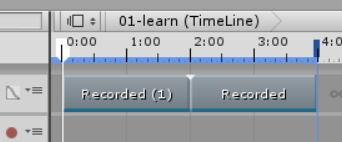 01-learn (TimeLine)
0:00 1:00 2:00 3:00 4:0
Recorded (1) Recorded